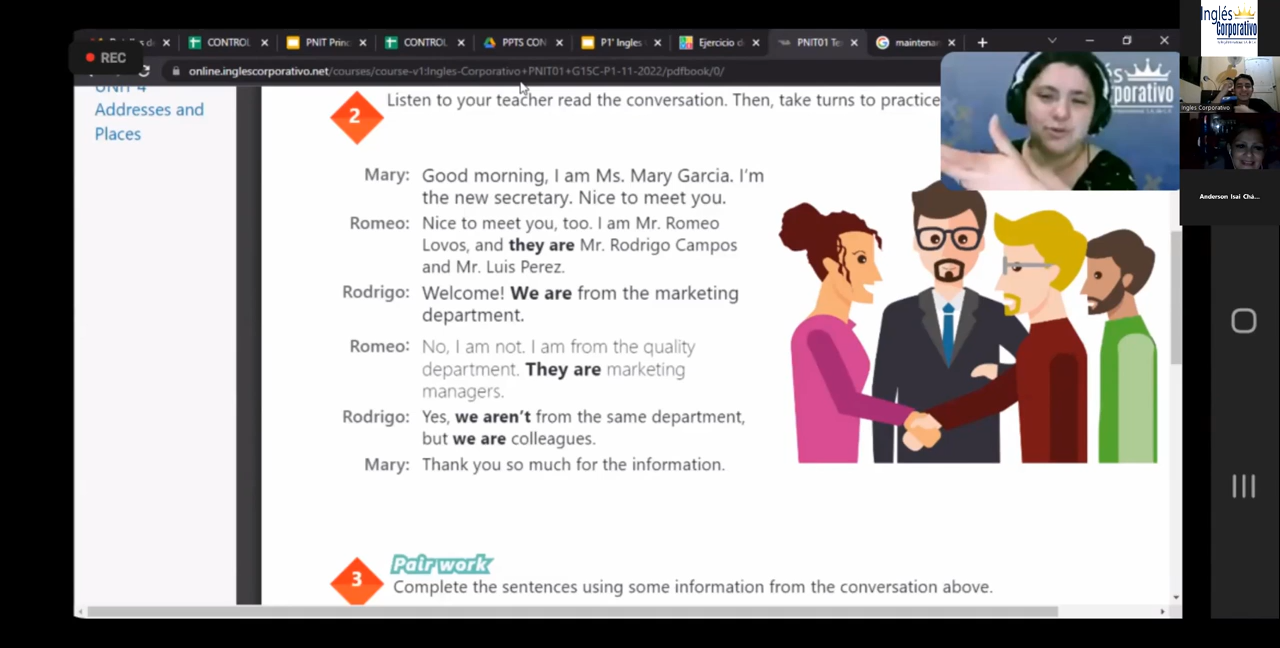 CONTROL
PNIT Prin
CONTROL
PPTS CON
P1' Ingles
Ejercicio d
PNIT01 Te
maintenan
REC
online.inglescorporativo.net/courses/course-v1:Ingles-Corporativo+PNIT01+G15C-P1-11-2022/pdfbook/0/
UNIT 4
Addresses and
Places
2
Listen to your teacher read the conversation. Then, take turns to practice
Mary: Good morning, I am Ms. Mary Garcia. I'm
the new secretary. Nice to meet you.
Romeo: Nice to meet you, too. I am Mr. Romeo
Lovos, and they are Mr. Rodrigo Campos
and Mr. Luis Perez.
Rodrigo: Welcome! We are from the marketing
department.
Romeo: No, I am not. I am from the quality
department. They are marketing
managers.
Rodrigo: Yes, we aren't from the same department,
but we are colleagues.
Mary: Thank you so much for the information.
3
Pair work
Complete the sentences using some information from the conversation above.
Inglés
Corporativo
Ingles Corporativo
Anderson Isai Cha...